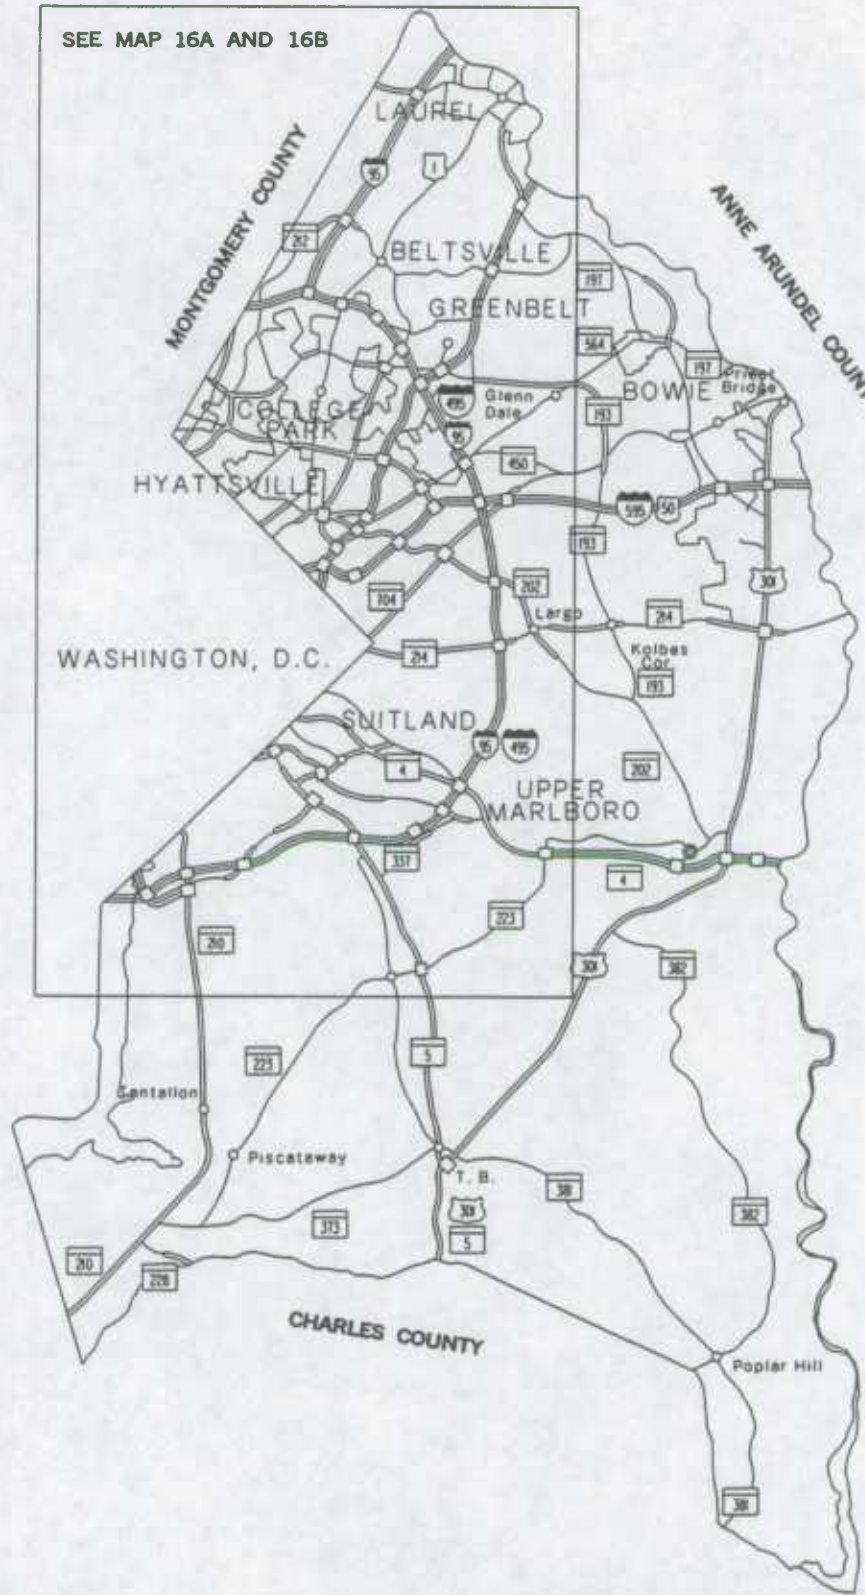 SEE MAP 16A AND 16B
LAUREL
MONTGOMERY COUNTY
95
1
ANNE ARUNDEL COUNTY
212
BELTSVILLE
197
GREENBELT
564
197
Priest
Bridge
495
Glenn
Dale
BOWIE
193
COLLEGE
PARK
95
450
HYATTSVILLE
595
50
193
301
704
202
Largo
214
WASHINGTON, D.C.
214
Kolbes
Cor.
193
SUITLAND
95
495
4
202
UPPER
MARLBORO
337
4
223
210
382
301
5
223
Tantallon
Piscataway
T. B.
381
301
382
373
5
210
228
CHARLES COUNTY
Poplar Hill
381